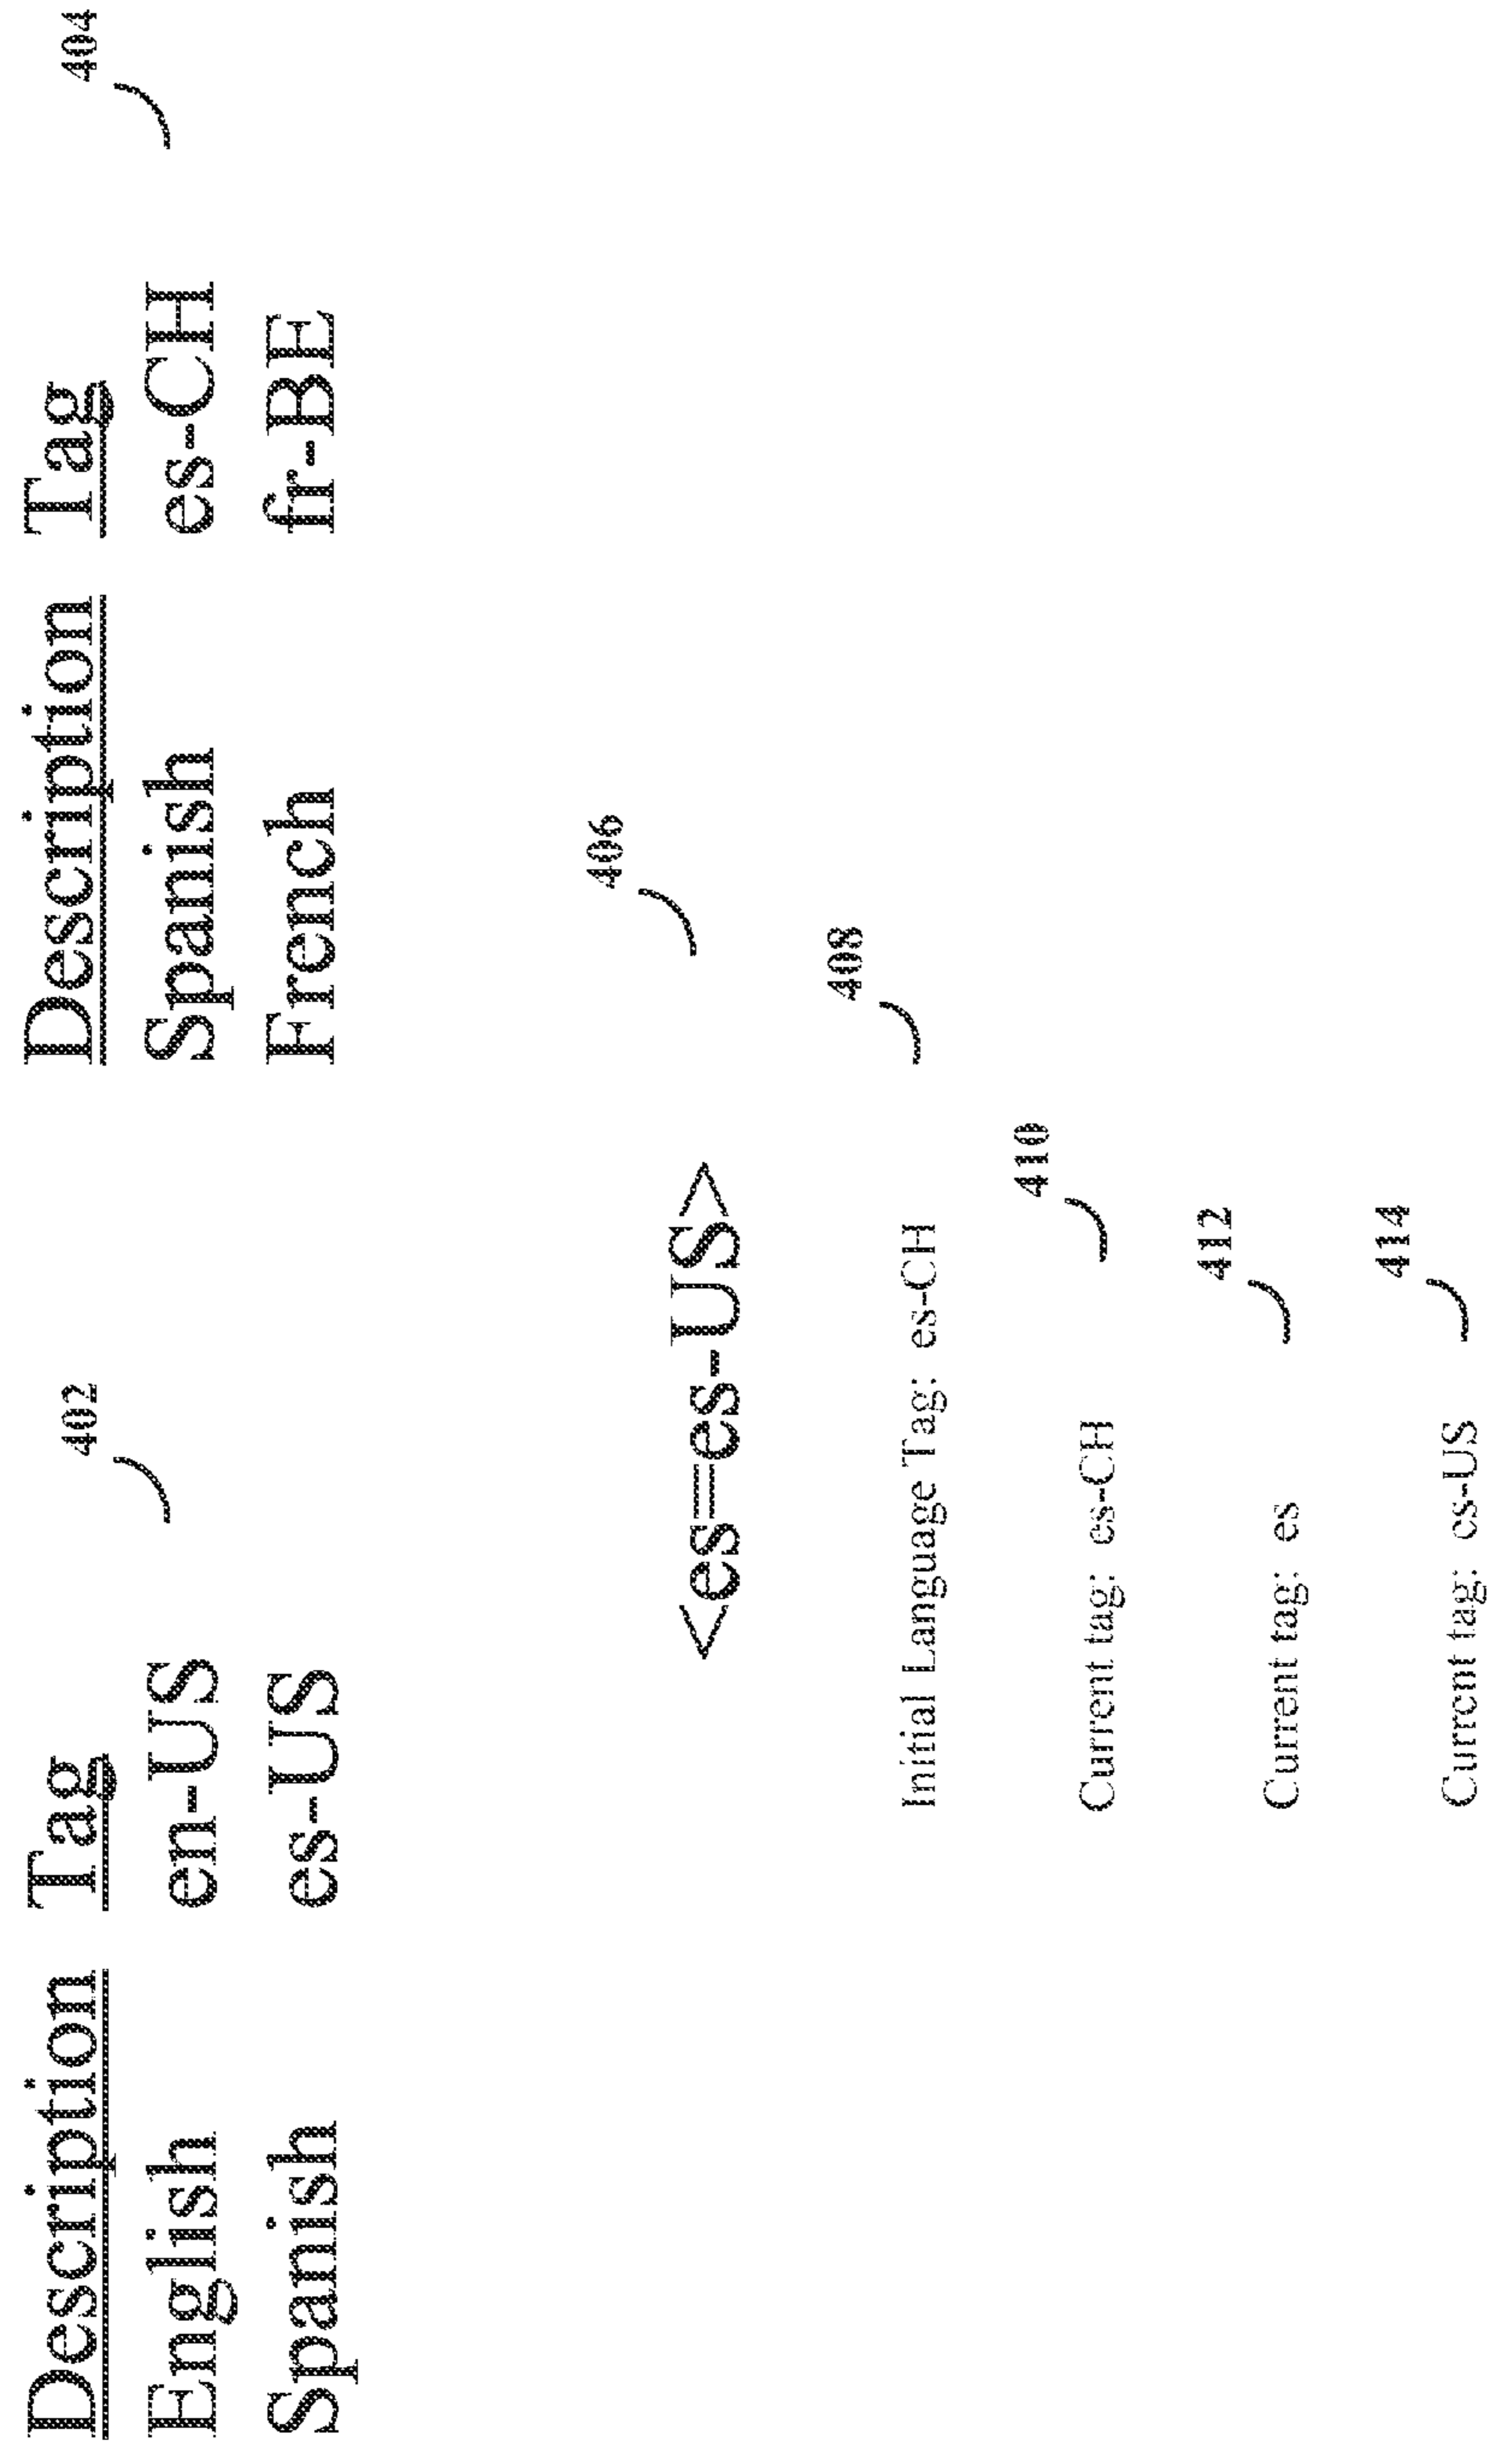 402
404
Description Tag
English en-US
Spanish es-US
Description Tag
Spanish es-CH
French fr-BE
406
<es=es-US>
408
Initial Language Tag: es-CH
410
Current tag: es-CH
412
Current tag: es
414
Current tag: es-US